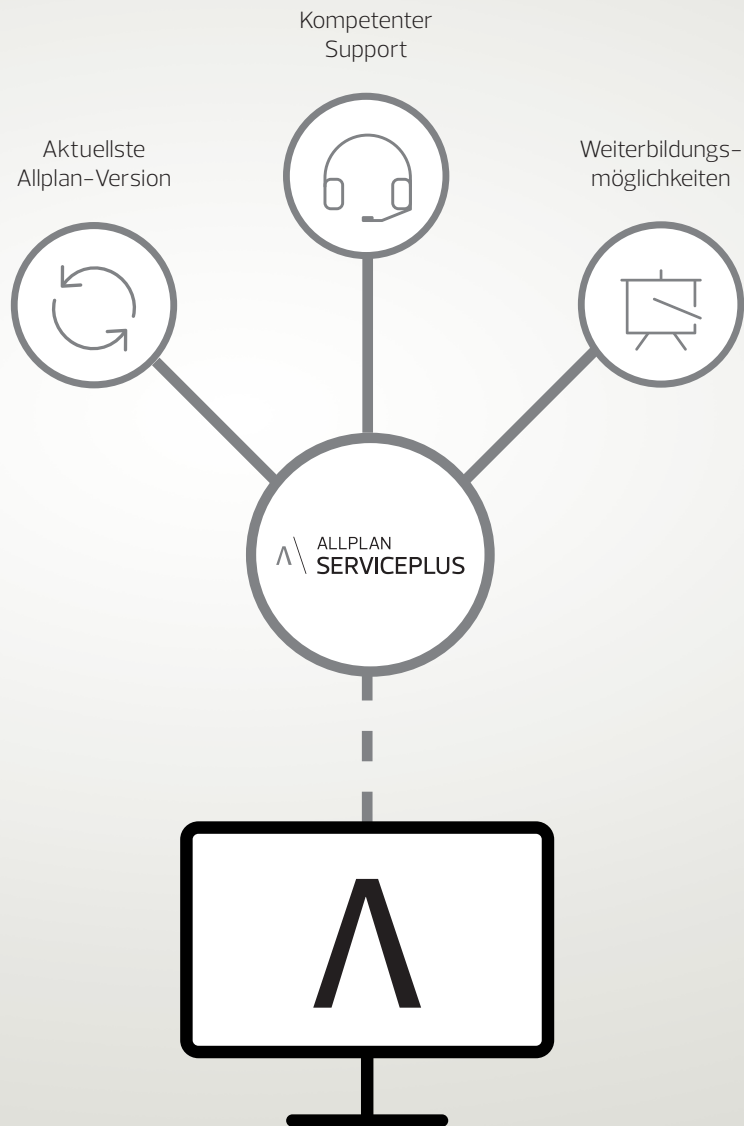 Kompetenter
Support
Aktuellste
Allplan-Version
Weiterbildungs-
möglichkeiten
ALLPLAN
SERVICEPLUS